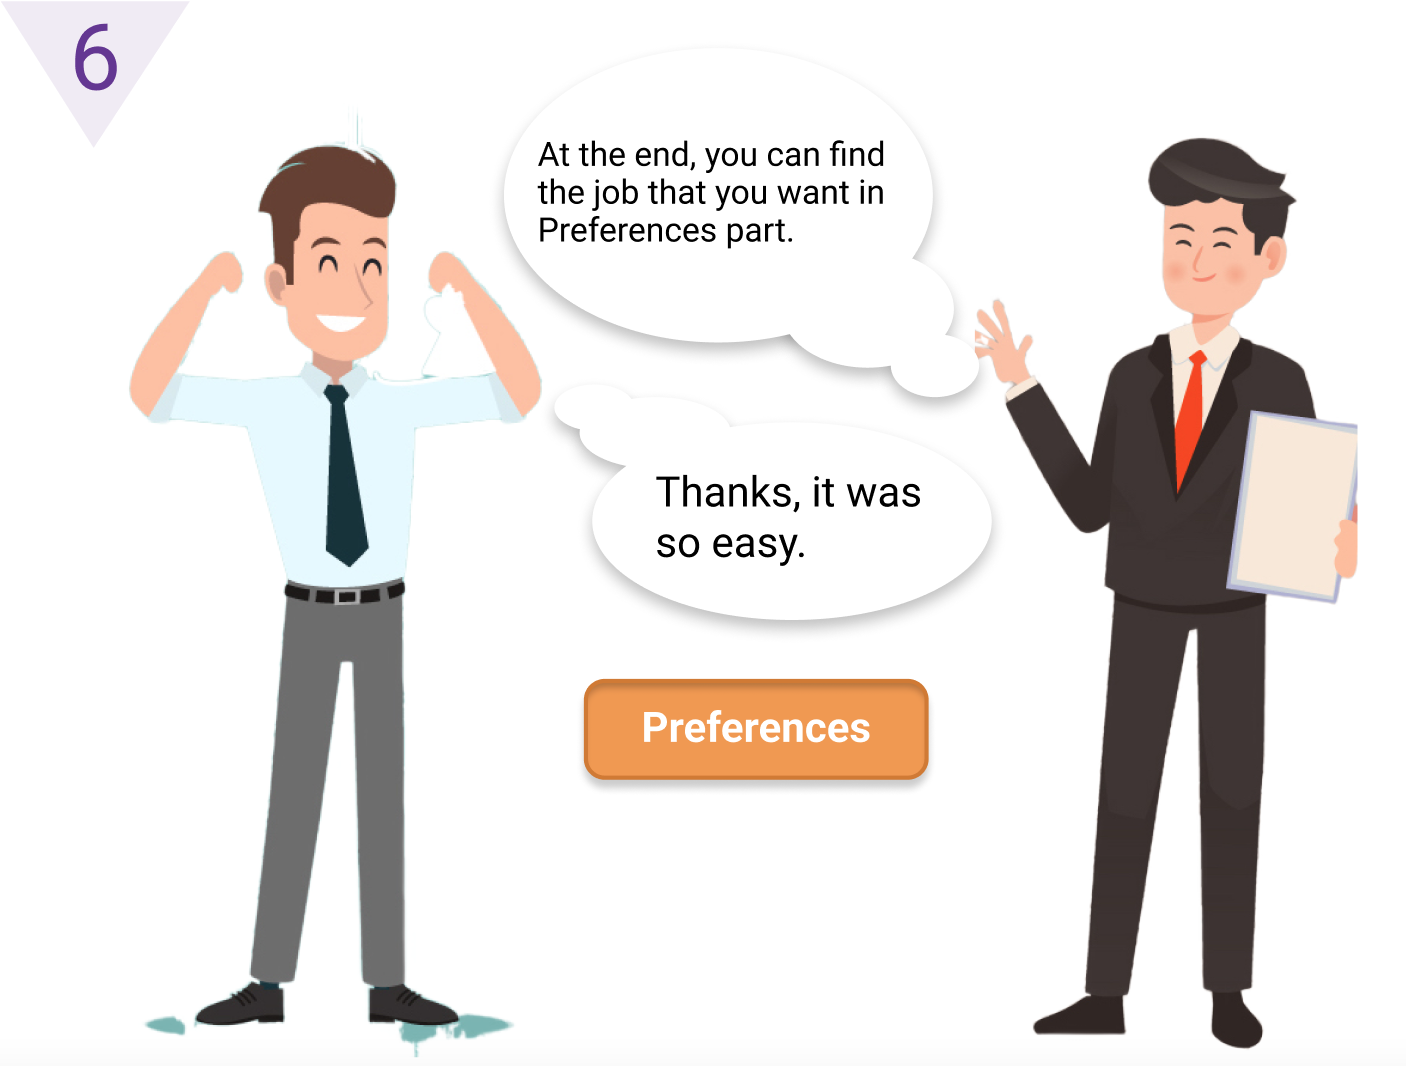 6
At the end, you can find
the job that you want in
Preferences part.
Thanks, it was
so easy.
Preferences